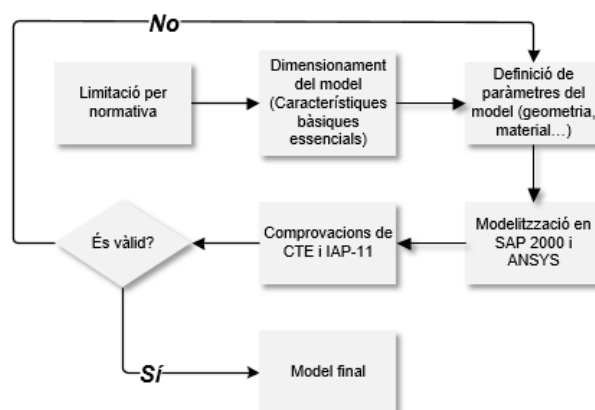 No
Limitació per
normativa
Dimensionament
del model
(Característiques
bàsiques
essencials)
Definició de
paràmetres del
model (geometria,
material...)
És vàlid?
Comprovacions de
CTE i IAP-11
Modelitzzació en
SAP 2000 i
ANSYS
Sí
Model final